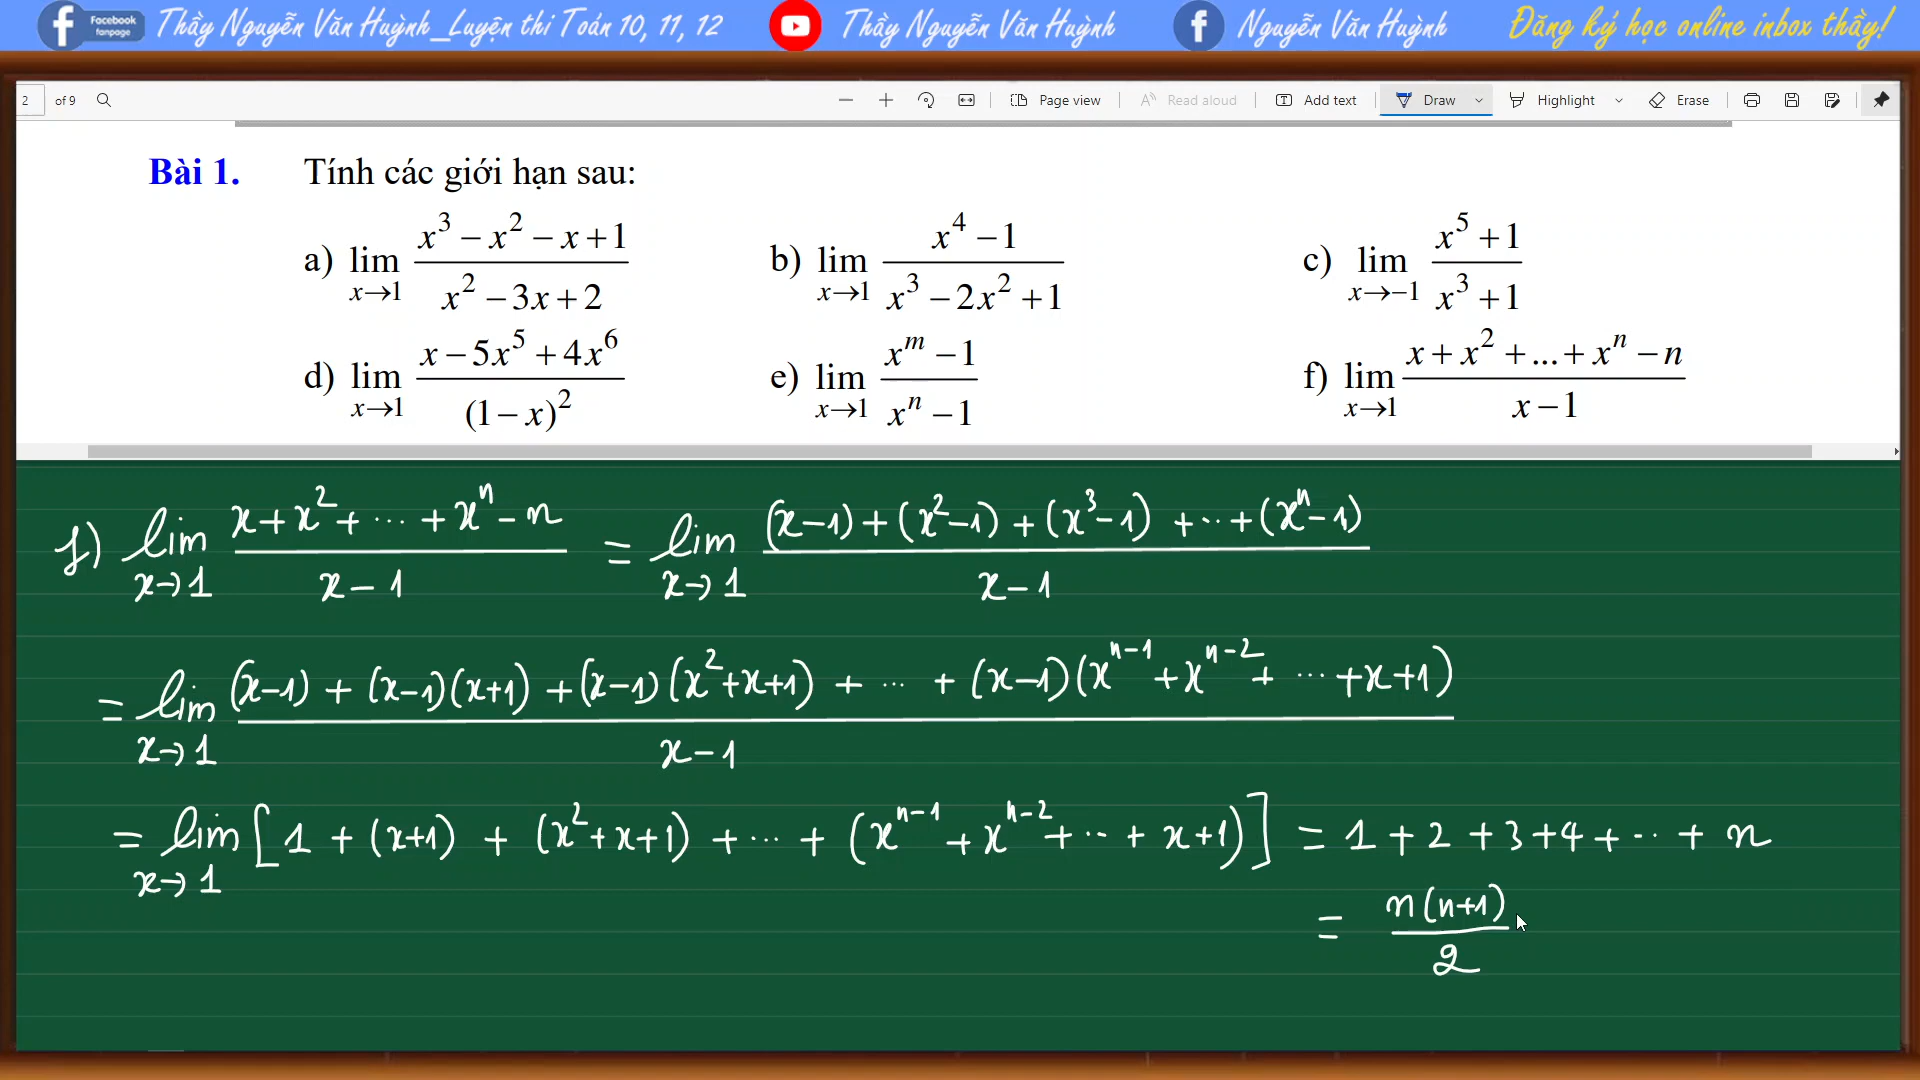 Facebook fanpage Thầy Nguyễn Văn Huỳnh_Luyện thi Toán 10, 11, 12 Thầy Nguyễn Văn Huỳnh Nguyễn Văn Huỳnh Đăng ký học online inbox thầy!
2 of 9 Page view Read aloud Add text Draw Highlight Erase
Bài 1. Tính các giới hạn sau:
a) lim_{x→1} (x^3 − x^2 − x + 1)/(x^2 − 3x + 2) b) lim_{x→1} (x^4 − 1)/(x^3 − 2x^2 + 1) c) lim_{x→−1} (x^5 + 1)/(x^3 + 1)
d) lim_{x→1} (x − 5x^5 + 4x^6)/((1 − x)^2) e) lim_{x→1} (x^m − 1)/(x^n − 1) f) lim_{x→1} (x + x^2 + ... + x^n − n)/(x − 1)
f) lim_{x→1} (x + x^2 + ... + x^n − n)/(x − 1) = lim_{x→1} ((x−1) + (x^2−1) + (x^3−1) + ... + (x^n−1))/(x − 1)
= lim_{x→1} ((x−1) + (x−1)(x+1) + (x−1)(x^2+x+1) + ... + (x−1)(x^{n−1} + x^{n−2} + ... + x+1))/(x − 1)
= lim_{x→1} [1 + (x+1) + (x^2+x+1) + ... + (x^{n−1} + x^{n−2} + ... + x+1)] = 1 + 2 + 3 + 4 + ... + n
= n(n+1)/2